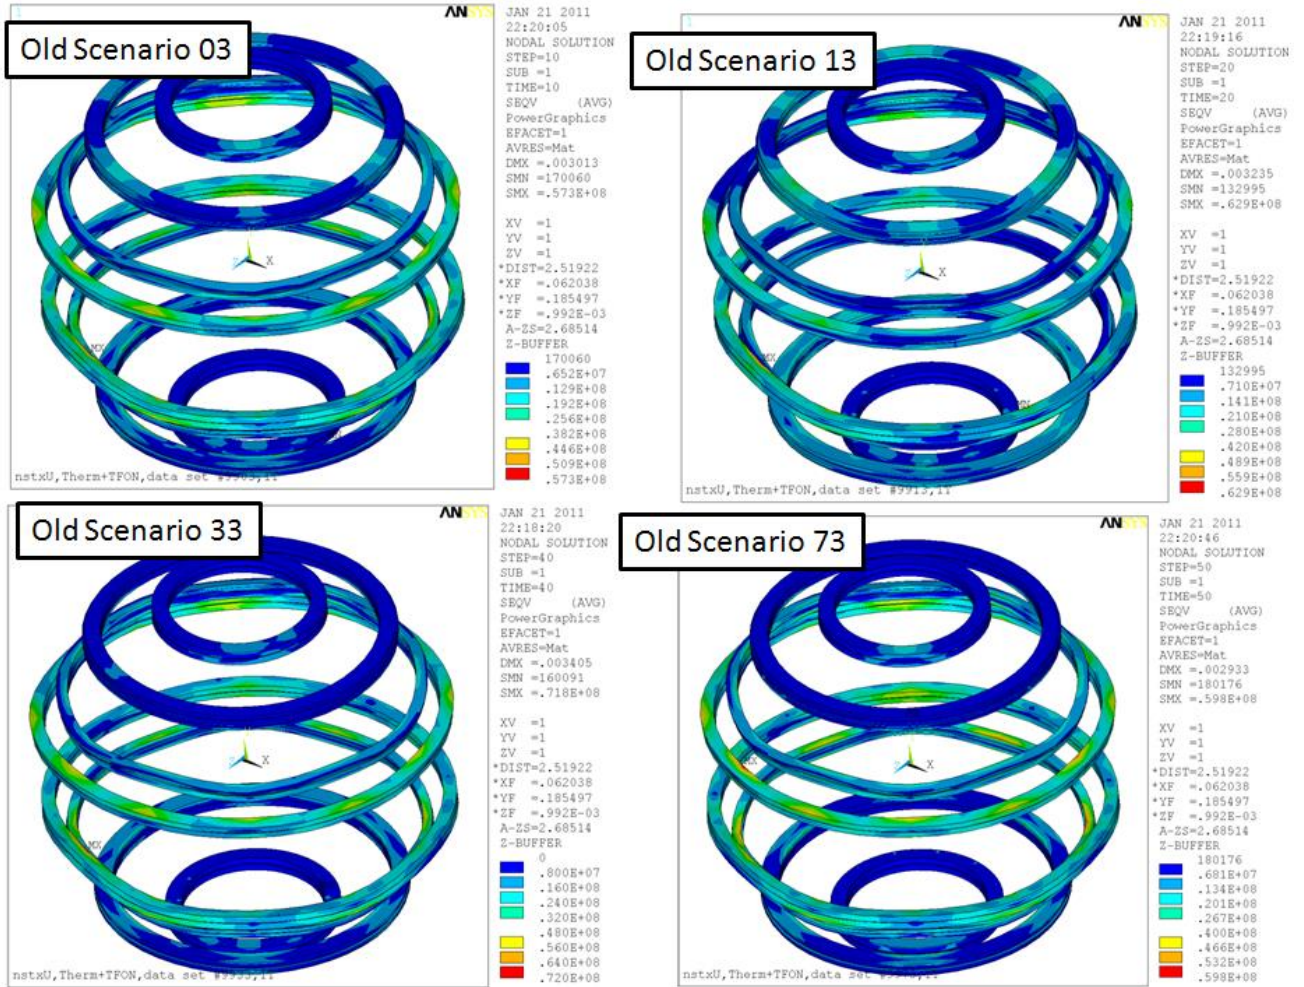 1
Old Scenario 03
ANSYS
JAN 21 2011
22:20:05
NODAL SOLUTION
STEP=10
SUB =1
TIME=10
SEQV (AVG)
PowerGraphics
EFACET=1
AVRES=Mat
DMX =.003013
SMN =170060
SMX =.573E+08
XV =1
YV =1
ZV =1
*DIST=2.51922
*XF =.062038
*YF =.185497
*ZF =.992E-03
A-ZS=2.68514
Z-BUFFER
170060
.652E+07
.129E+08
.192E+08
.256E+08
.382E+08
.446E+08
.509E+08
.573E+08
Z
X
MX
nstxU,Therm+TFON,data set
Old Scenario 13
ANSYS
JAN 21 2011
22:19:16
NODAL SOLUTION
STEP=20
SUB =1
TIME=20
SEQV (AVG)
PowerGraphics
EFACET=1
AVRES=Mat
DMX =.003235
SMN =132995
SMX =.629E+08
XV =1
YV =1
ZV =1
*DIST=2.51922
*XF =.062038
*YF =.185497
*ZF =.992E-03
A-ZS=2.68514
Z-BUFFER
132995
.710E+07
.141E+08
.210E+08
.280E+08
.420E+08
.489E+08
.559E+08
.629E+08
Z
X
MX
MN
nstxU,Therm+TFON,data set
Old Scenario 33
ANSYS
JAN 21 2011
22:18:20
NODAL SOLUTION
STEP=40
SUB =1
TIME=40
SEQV (AVG)
PowerGraphics
EFACET=1
AVRES=Mat
DMX =.003405
SMN =160091
SMX =.718E+08
XV =1
YV =1
ZV =1
*DIST=2.51922
*XF =.062038
*YF =.185497
*ZF =.992E-03
A-ZS=2.68514
Z-BUFFER
0
.800E+07
.160E+08
.240E+08
.320E+08
.480E+08
.560E+08
.640E+08
.720E+08
Z
X
MX
nstxU,Therm+TFON,data set
Old Scenario 73
ANSYS
JAN 21 2011
22:20:46
NODAL SOLUTION
STEP=50
SUB =1
TIME=50
SEQV (AVG)
PowerGraphics
EFACET=1
AVRES=Mat
DMX =.002933
SMN =180176
SMX =.598E+08
XV =1
YV =1
ZV =1
*DIST=2.51922
*XF =.062038
*YF =.185497
*ZF =.992E-03
A-ZS=2.68514
Z-BUFFER
180176
.681E+07
.134E+08
.201E+08
.267E+08
.400E+08
.466E+08
.532E+08
.598E+08
Z
X
MX
nstxU,Therm+TFON,data set